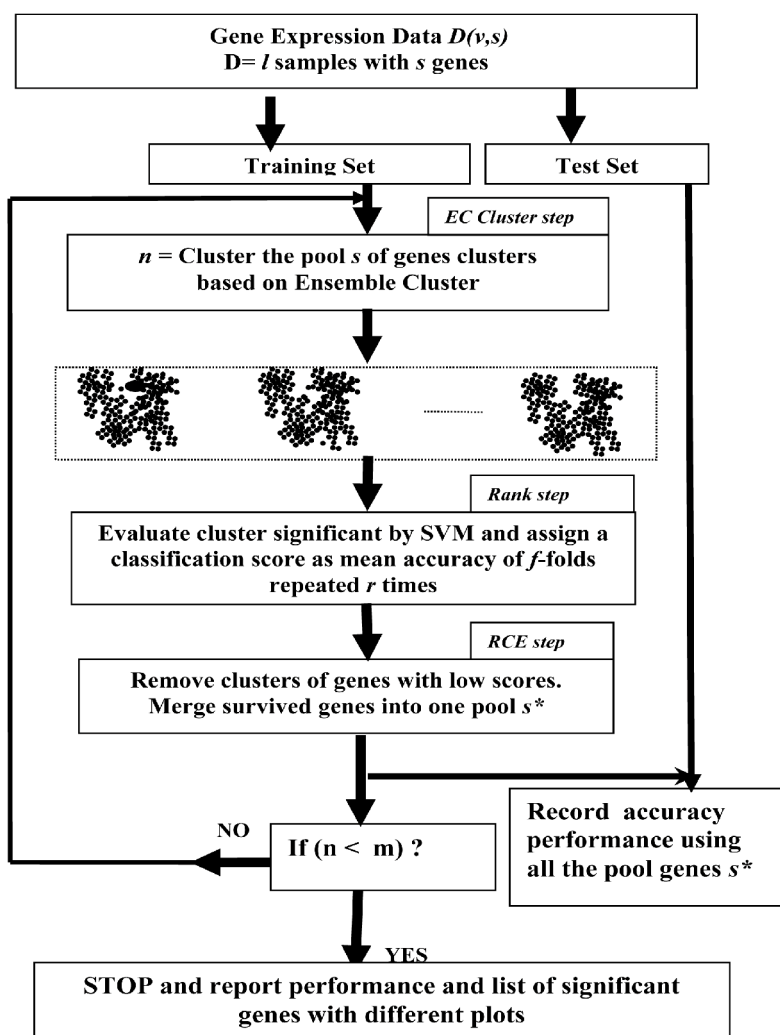 Gene Expression Data D(v,s)
D= l samples with s genes
Training Set
Test Set
EC Cluster step
n = Cluster the pool s of genes clusters
based on Ensemble Cluster
Rank step
Evaluate cluster significant by SVM and assign a
classification score as mean accuracy of f-folds
repeated r times
RCE step
Remove clusters of genes with low scores.
Merge survived genes into one pool s*
Record accuracy
performance using
all the pool genes s*
NO
If (n < m) ?
YES
STOP and report performance and list of significant
genes with different plots